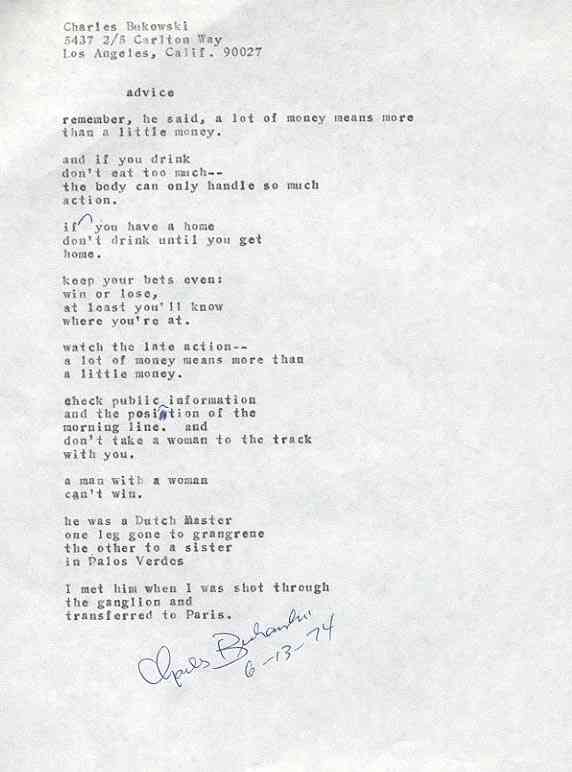 Charles Bukowski
5437 2/5 Carlton Way
Los Angeles, Calif. 90027
advice
remember, he said, a lot of money means more
than a little money.
and if you drink
don't eat too much--
the body can only handle so much
action.
if you have a home
don't drink until you get
home.
keep your bets even:
win or lose,
at least you'll know
where you're at.
watch the late action--
a lot of money means more than
a little money.
check public information
and the position of the
morning line. and
don't take a woman to the track
with you.
a man with a woman
can't win.
he was a Dutch Master
one leg gone to grangrene
the other to a sister
in Palos Verdes
I met him when I was shot through
the ganglion and
transferred to Paris.
Charles Bukowski
6-13-74